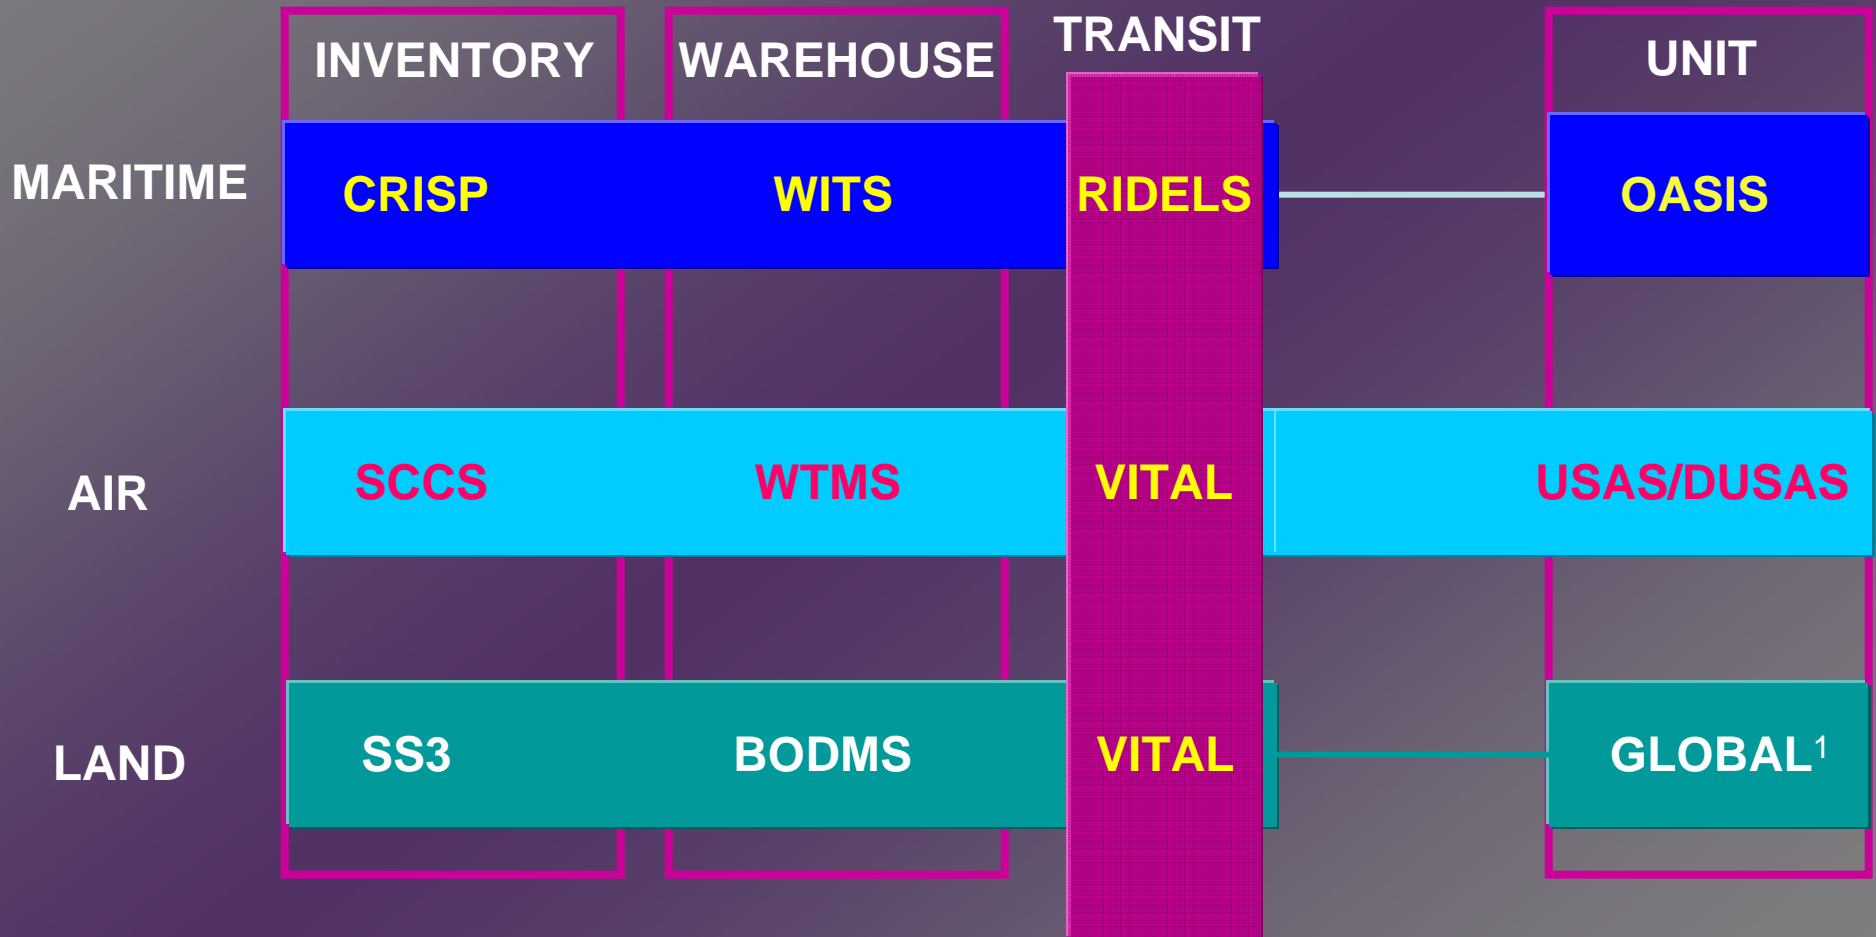 INVENTORY WAREHOUSE TRANSIT UNIT
MARITIME CRISP WITS RIDELS OASIS
AIR SCCS WTMS VITAL USAS/DUSAS
LAND SS3 BODMS VITAL GLOBAL¹